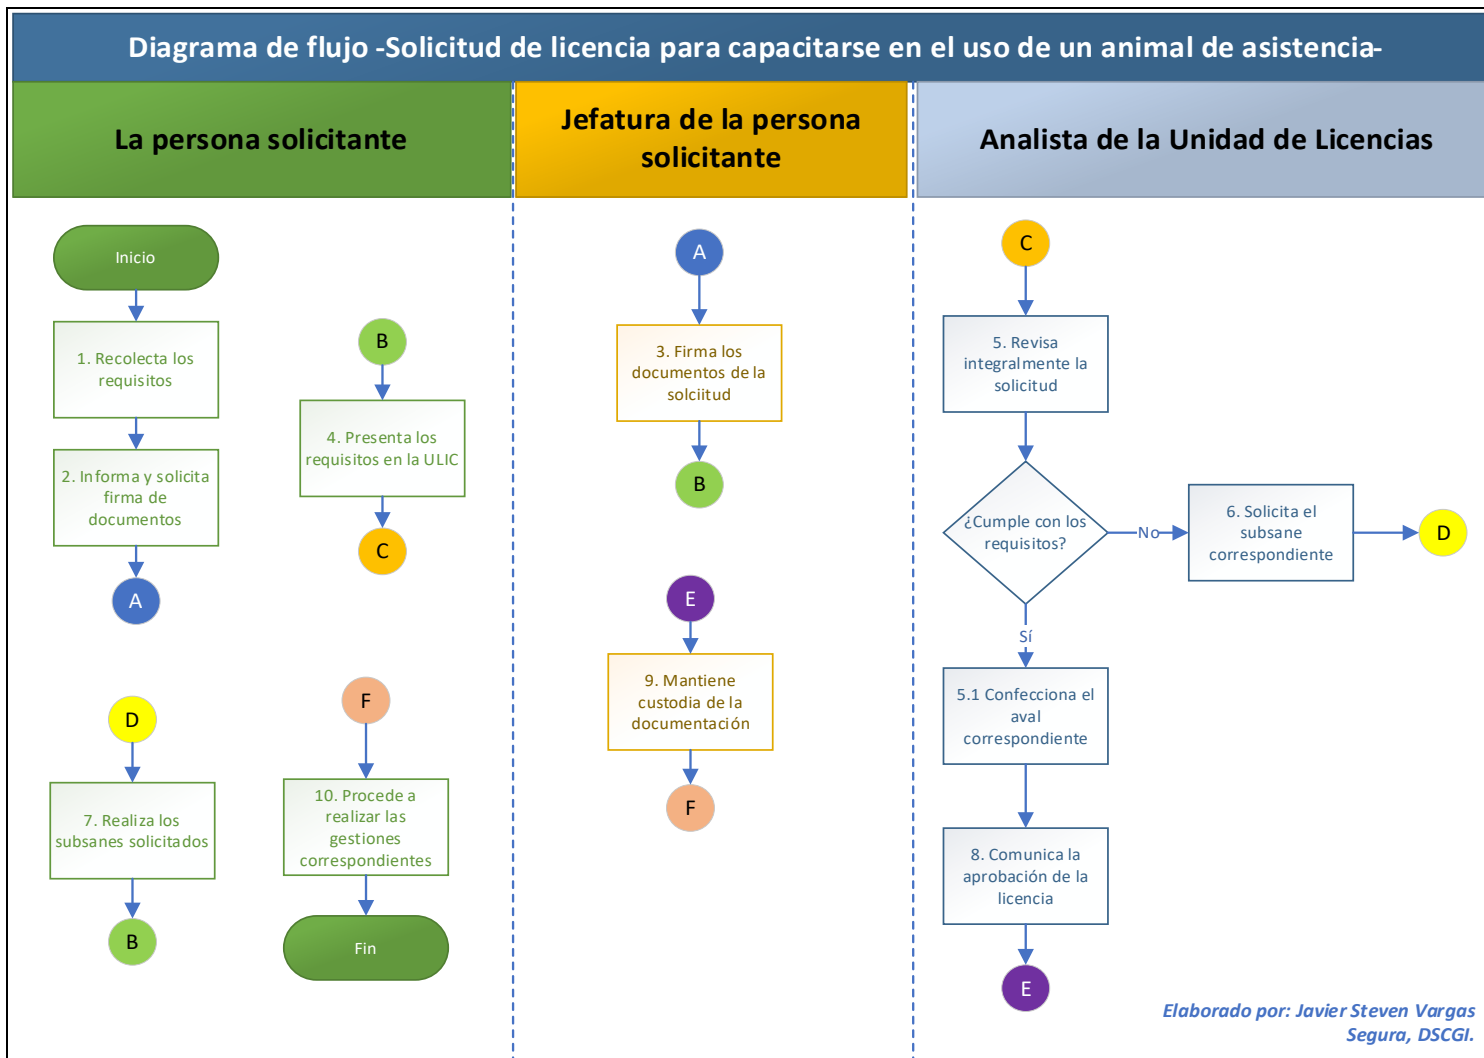 Diagrama de flujo -Solicitud de licencia para capacitarse en el uso de un animal de asistencia-
La persona solicitante
Jefatura de la persona
solicitante
Analista de la Unidad de Licencias
Inicio
1. Recolecta los
requisitos
2. Informa y solicita
firma de
documentos
A
B
4. Presenta los
requisitos en la ULIC
C
D
7. Realiza los
subsanes solicitados
B
F
10. Procede a
realizar las
gestiones
correspondientes
Fin
A
3. Firma los
documentos de la
solciitud
B
E
9. Mantiene
custodia de la
documentación
F
C
5. Revisa
integralmente la
solicitud
¿Cumple con los
requisitos?
No
6. Solicita el
subsane
correspondiente
D
Sí
5.1 Confecciona el
aval
correspondiente
8. Comunica la
aprobación de la
licencia
E
Elaborado por: Javier Steven Vargas
Segura, DSCGI.